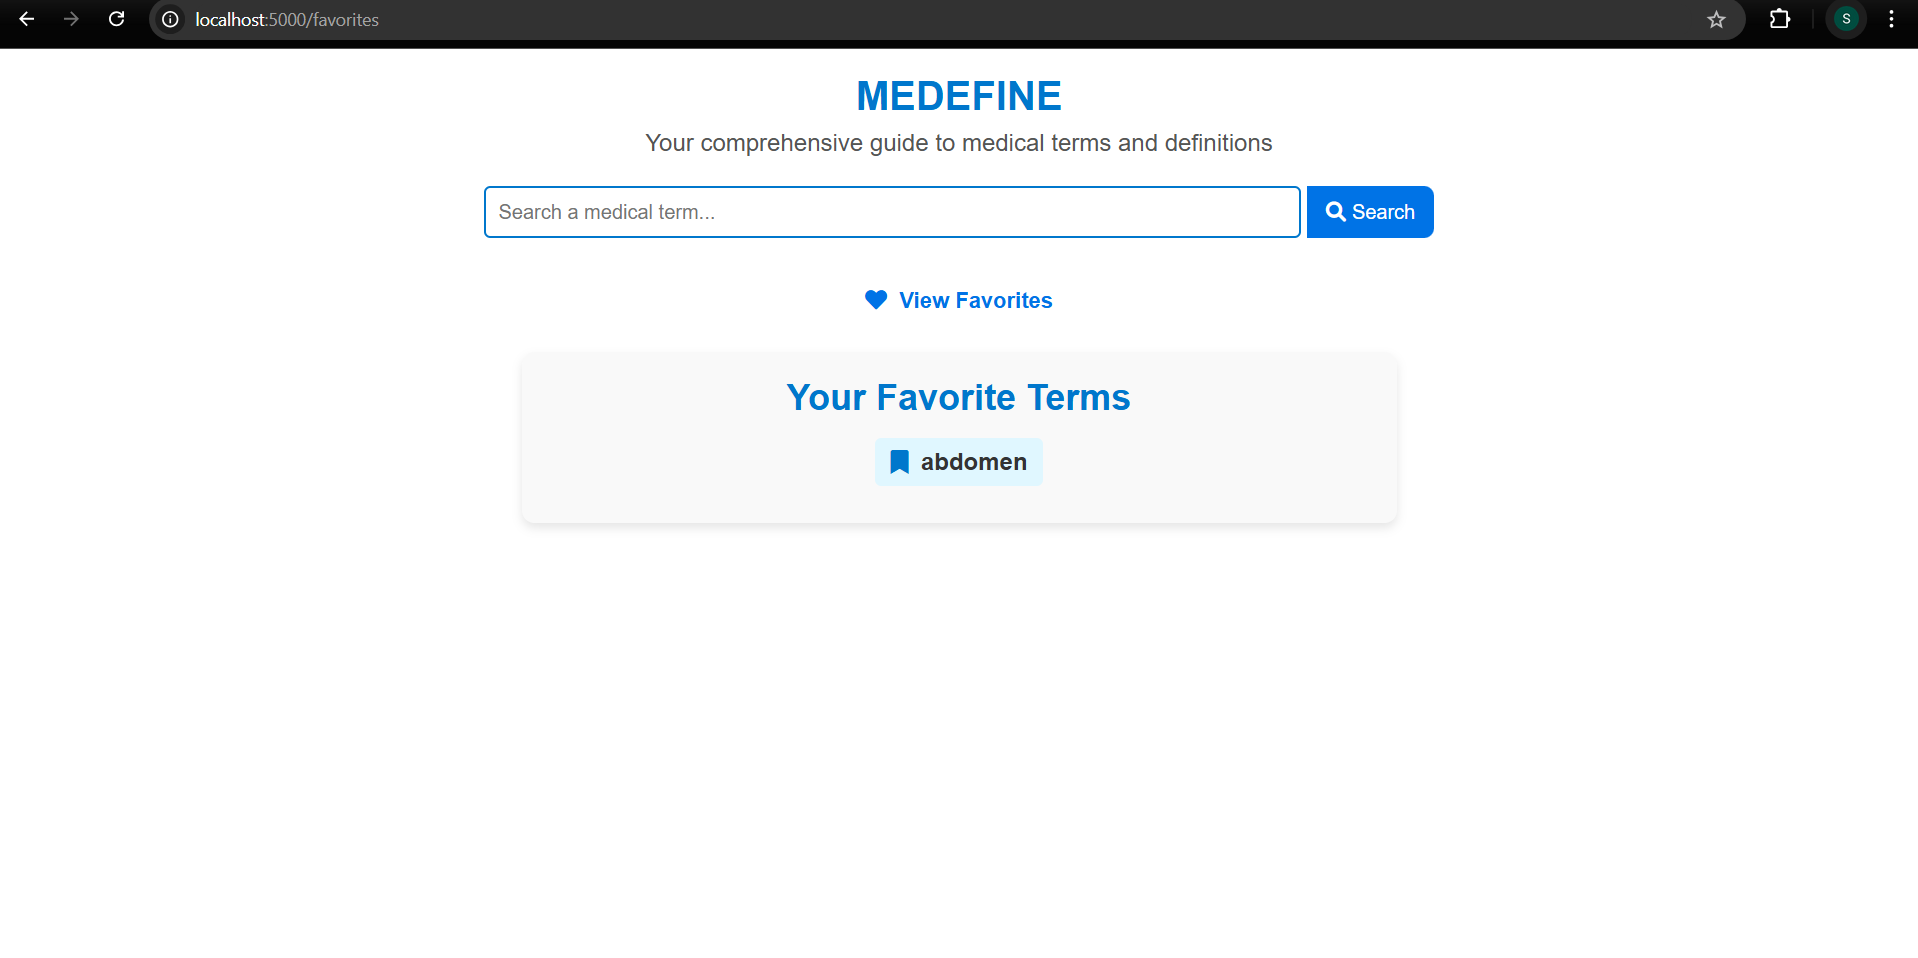 localhost:5000/favorites
S
MEDEFINE
Your comprehensive guide to medical terms and definitions
Search a medical term...
Search
View Favorites
Your Favorite Terms
abdomen